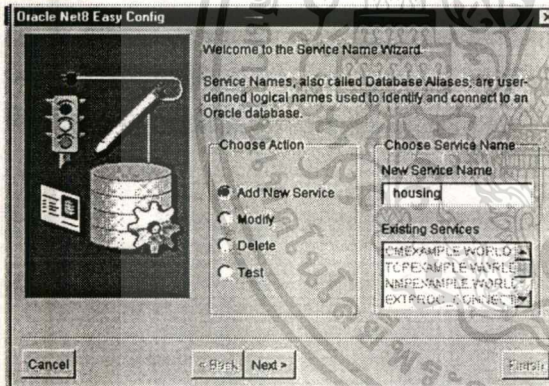 Oracle Net8 Easy Config
Welcome to the Service Name Wizard.
Service Names, also called Database Aliases, are user-
defined logical names used to identify and connect to an
Oracle database.
Choose Action
Add New Service
Modify
Delete
Test
Choose Service Name
New Service Name
housing
Existing Services
CMEXAMPLE.WORLD
TCPEXAMPLE.WORLD
NMPEXAMPLE.WORLD
EXTPROC_CONNECT
Cancel
< Back
Next >
Finish